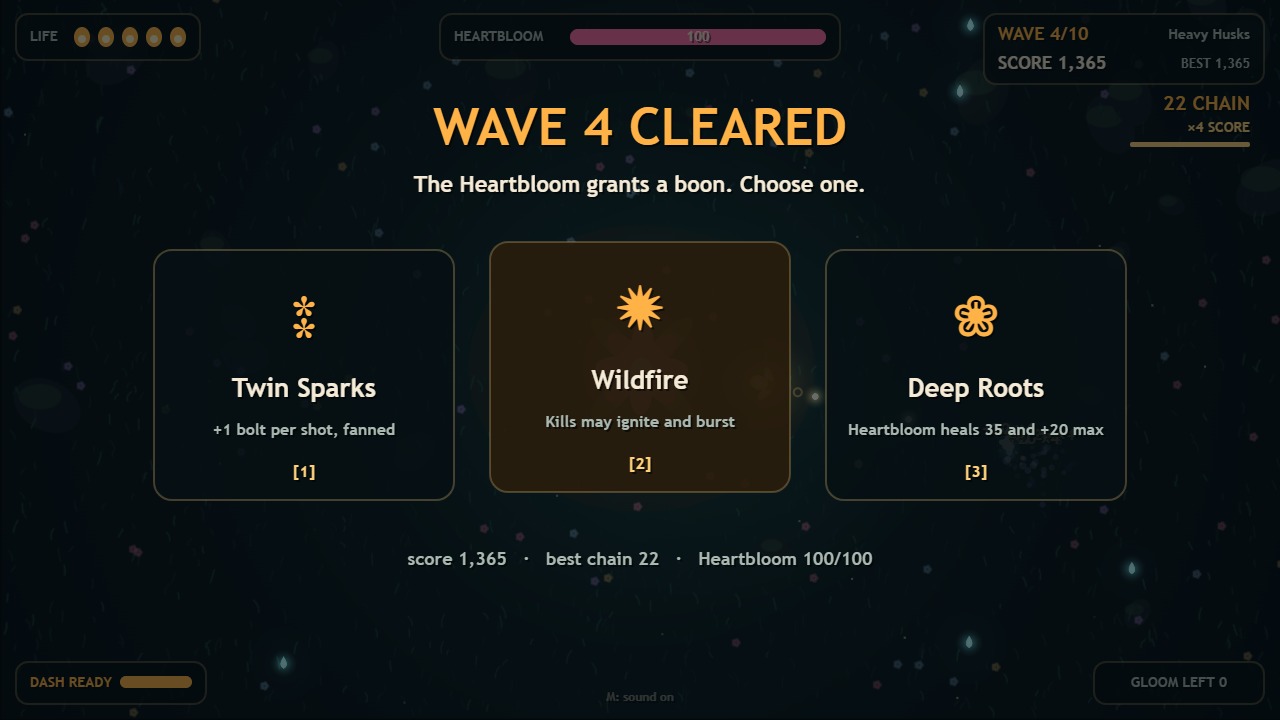 LIFE
HEARTBLOOM
100
WAVE 4/10
Heavy Husks
SCORE 1,365
BEST 1,365
22 CHAIN
×4 SCORE
WAVE 4 CLEARED
The Heartbloom grants a boon. Choose one.
Twin Sparks
+1 bolt per shot, fanned
[1]
Wildfire
Kills may ignite and burst
[2]
Deep Roots
Heartbloom heals 35 and +20 max
[3]
score 1,365 · best chain 22 · Heartbloom 100/100
DASH READY
M: sound on
GLOOM LEFT 0